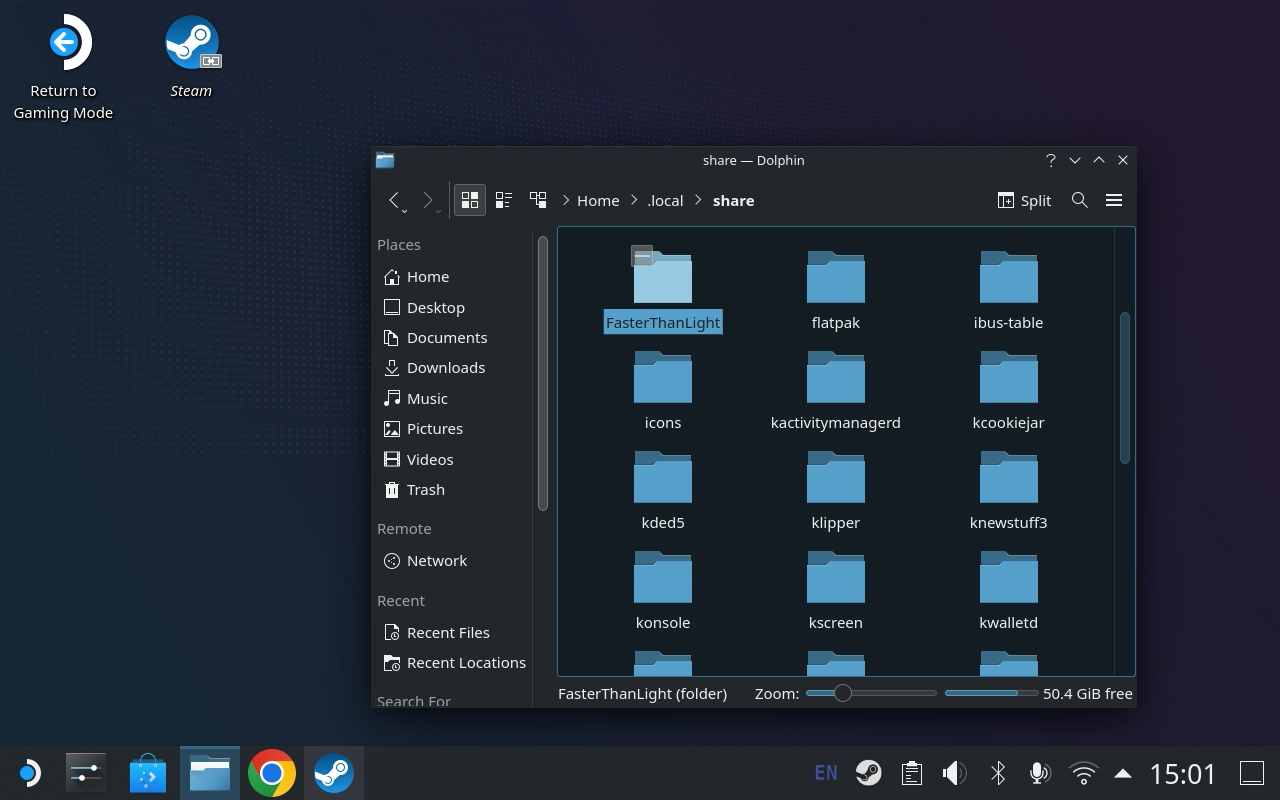 Return to
Gaming Mode
Steam
share — Dolphin
Home
.local
share
Split
Places
Home
Desktop
Documents
Downloads
Music
Pictures
Videos
Trash
Remote
Network
Recent
Recent Files
Recent Locations
Search For
FasterThanLight
flatpak
ibus-table
icons
kactivitymanagerd
kcookiejar
kded5
klipper
knewstuff3
konsole
kscreen
kwalletd
FasterThanLight (folder)
Zoom:
50.4 GiB free
EN
15:01